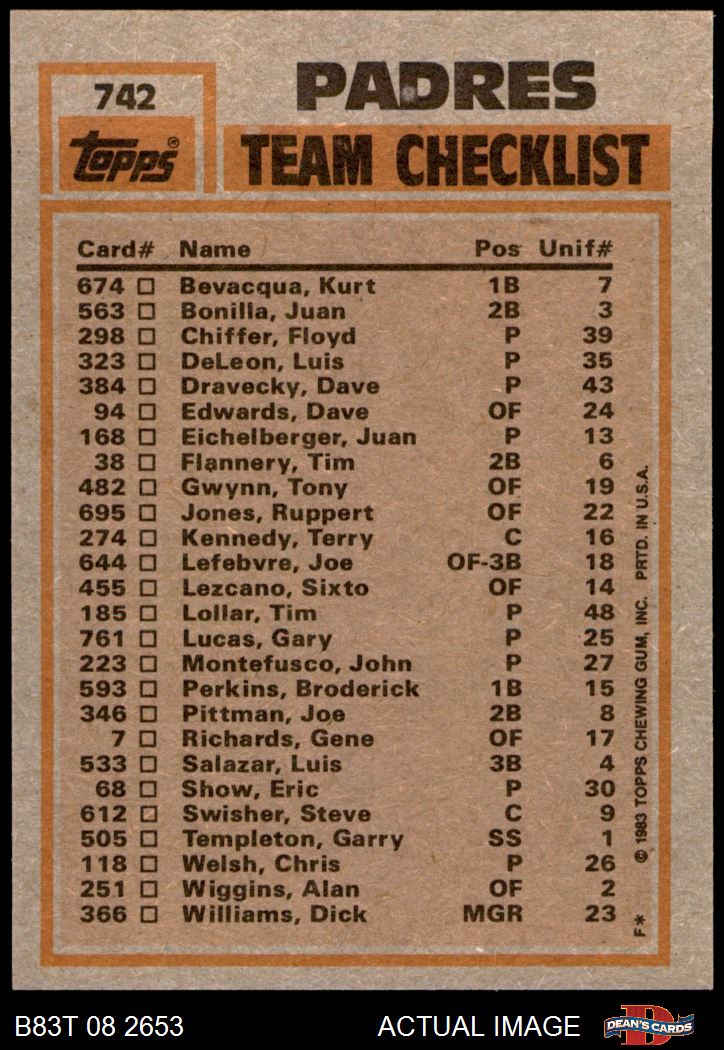 742
PADRES
topps®
TEAM CHECKLIST
Card# Name Pos Unif#
674 □ Bevacqua, Kurt 1B 7
563 □ Bonilla, Juan 2B 3
298 □ Chiffer, Floyd P 39
323 □ DeLeon, Luis P 35
384 □ Dravecky, Dave P 43
94 □ Edwards, Dave OF 24
168 □ Eichelberger, Juan P 13
38 □ Flannery, Tim 2B 6
482 □ Gwynn, Tony OF 19
695 □ Jones, Ruppert OF 22
274 □ Kennedy, Terry C 16
644 □ Lefebvre, Joe OF-3B 18
455 □ Lezcano, Sixto OF 14
185 □ Lollar, Tim P 48
761 □ Lucas, Gary P 25
223 □ Montefusco, John P 27
593 □ Perkins, Broderick 1B 15
346 □ Pittman, Joe 2B 8
7 □ Richards, Gene OF 17
533 □ Salazar, Luis 3B 4
68 □ Show, Eric P 30
612 □ Swisher, Steve C 9
505 □ Templeton, Garry SS 1
118 □ Welsh, Chris P 26
251 □ Wiggins, Alan OF 2
366 □ Williams, Dick MGR 23
F* © 1983 TOPPS CHEWING GUM, INC. PRTD. IN U.S.A.
B83T 08 2653 ACTUAL IMAGE
DEAN'S CARDS